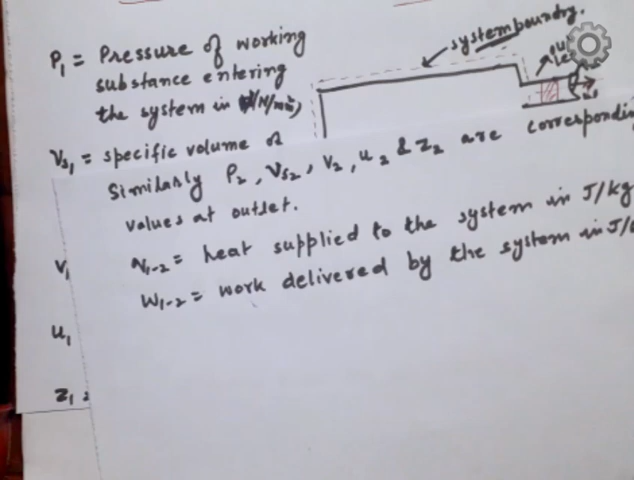 P₁ = Pressure of working
substance entering
the system in (N/m²)
system boundry.
Vs₁ = specific volume of
V₁
u₁
Z₁ =
Similarly P₂, Vs₂, V₂, u₂ & Z₂ are
values at outlet.
q₁₋₂ = heat supplied to the system in J/kg
W₁₋₂ = work delivered by the system in J/